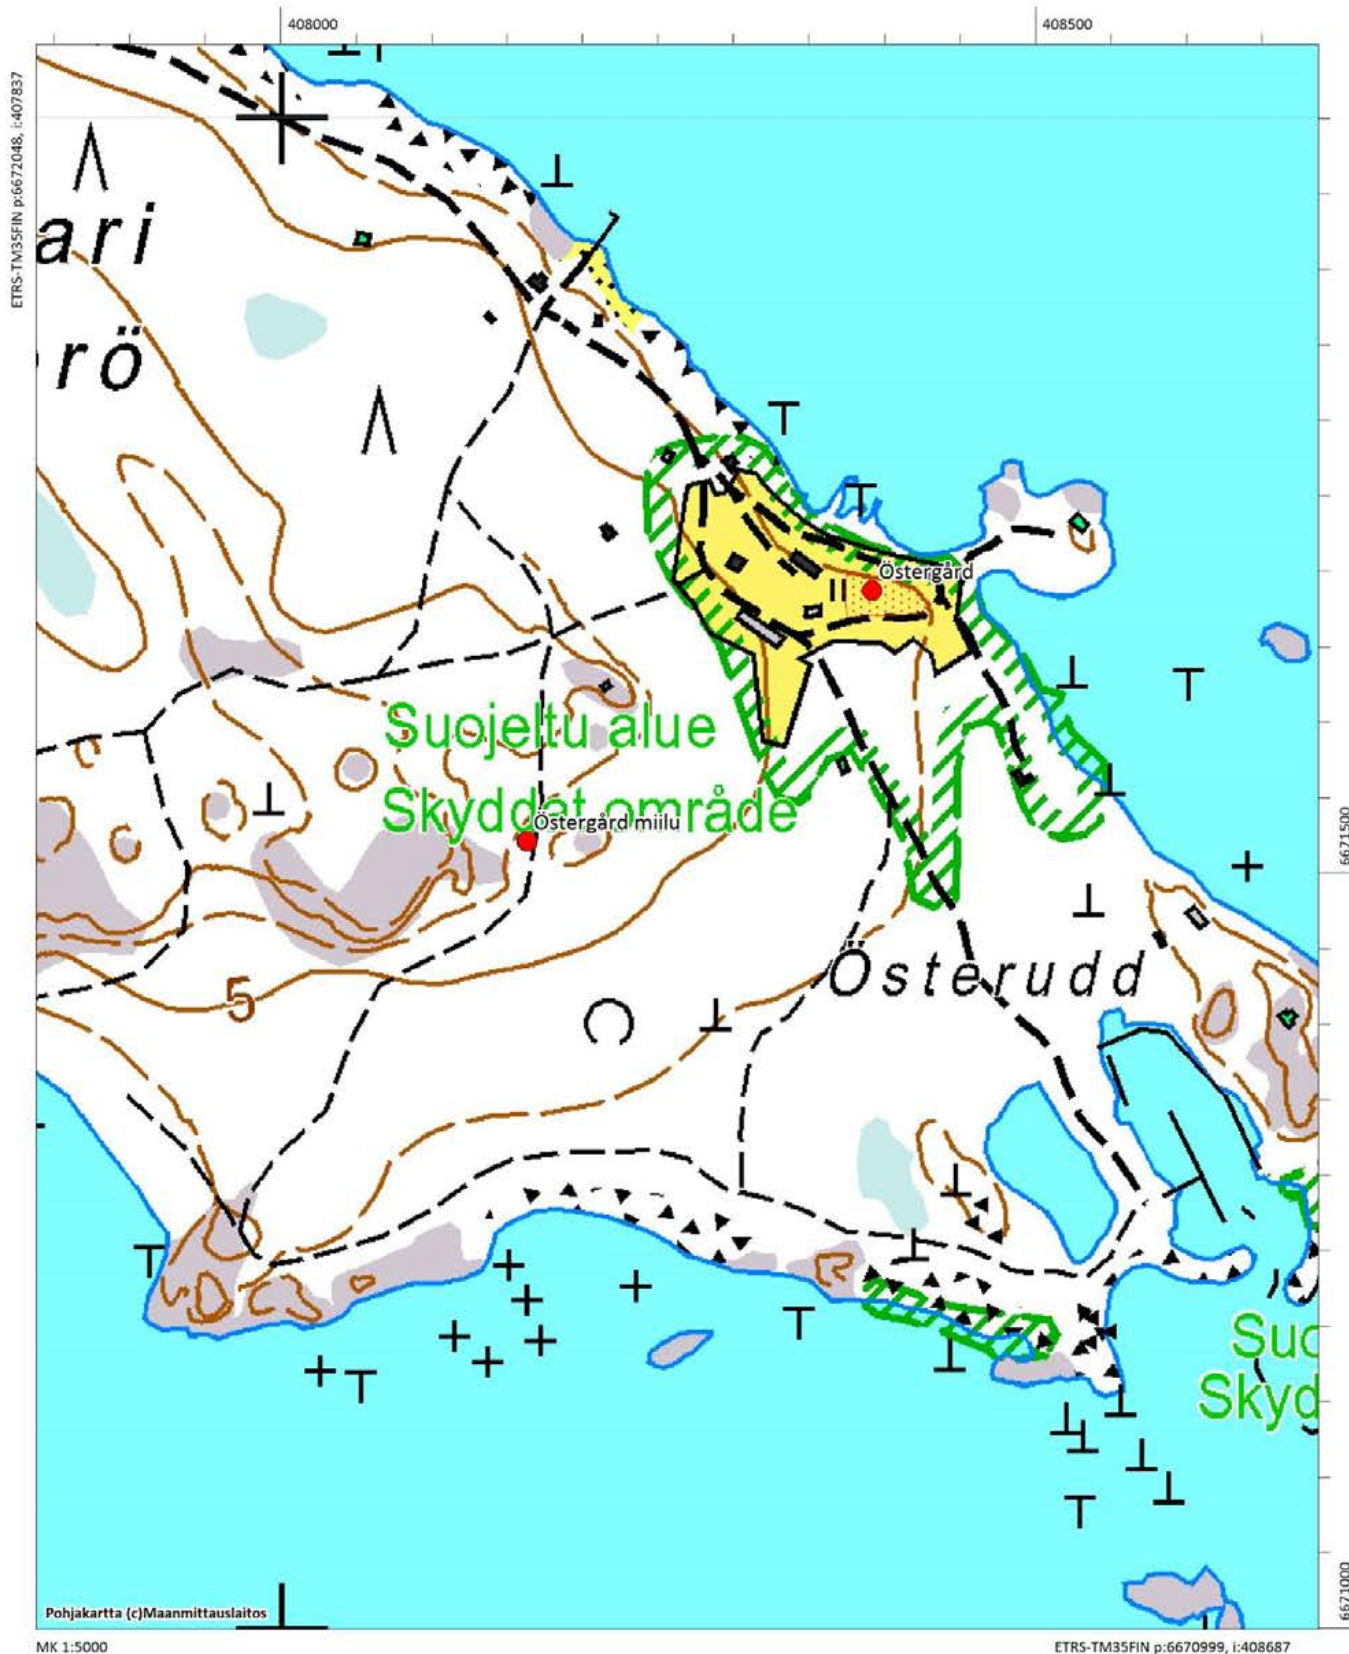 408000
408500
ETRS-TM35FIN p:6672048, i:407837
ari
rö
Östergård
Suojeltu alue
Skyddat område
Östergård miilu
6671500
Österudd
5
Suo
Skyd
6671000
Pohjakartta (c)Maanmittauslaitos
MK 1:5000
ETRS-TM35FIN p:6670999, i:408687